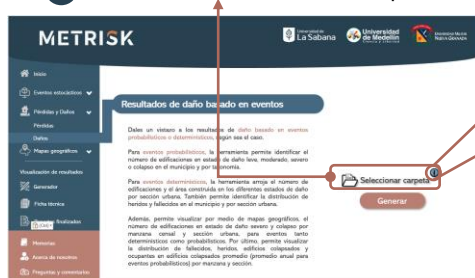 METRISK
Universidad de
La Sabana
Universidad
de Medellín
Inicio
Eventos estocásticos
Pérdidas y Daños
Pérdidas
Daños
Mapas geográficos
Visualización de resultados
Generador
Ficha técnica
finalizados
(Ctrl)
Memorias
Acerca de nosotros
Preguntas y comentarios
Resultados de daño basado en eventos
Dales un vistazo a los resultados de daño basado en eventos
probabilísticos o determinísticos, según sea el caso.
Para eventos probabilísticos, la herramienta permite identificar el
número de edificaciones en estado de daño leve, moderado, severo
o colapso en el municipio y por taxonomía.
Para eventos determinísticos, la herramienta arroja el número de
edificaciones y el área construida en los diferentes estados de daño
por sección urbana. También permite identificar la distribución de
heridos y fallecidos en el municipio y por sección urbana.
Además, permite visualizar por medio de mapas geográficos, el
número de edificaciones en estado de daño severo y colapso por
manzana censal y sección urbana, para eventos tanto
determinísticos como probabilísticos. Por último, permite visualizar
la distribución de fallecidos, heridos, edificios colapsados y
ocupantes en edificios colapsados promedio (promedio anual para
eventos probabilísticos) por manzana y sección.
Seleccionar carpeta
Generar